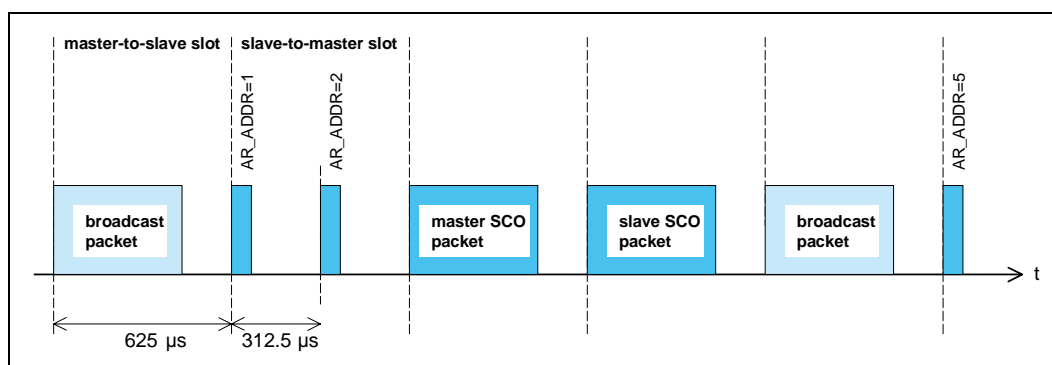 master-to-slave slot
slave-to-master slot
AR_ADDR=1
AR_ADDR=2
AR_ADDR=5
broadcast
packet
master SCO
packet
slave SCO
packet
broadcast
packet
t
625 µs
312.5 µs